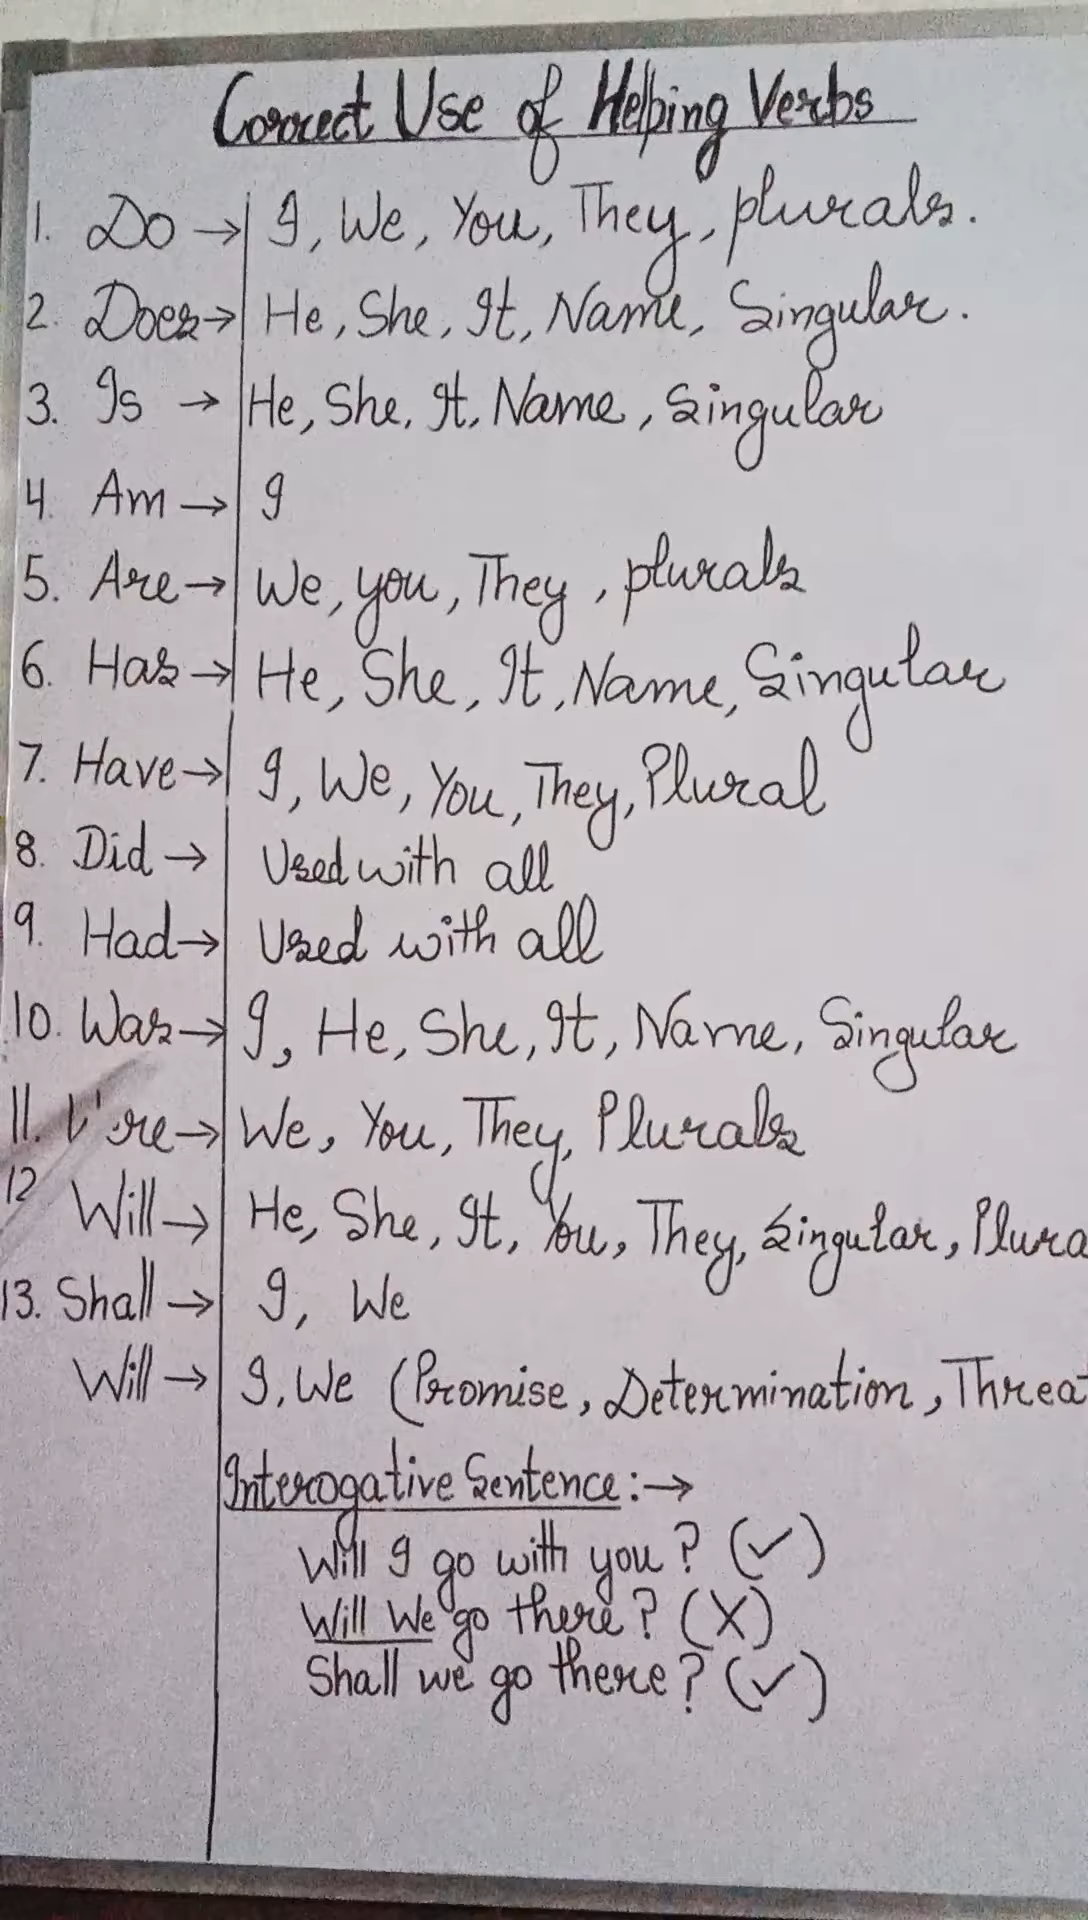 Correct Use of Helping Verbs
1. Do → I, We, You, They, plurals.
2. Does → He, She, It, Name, Singular.
3. Is → He, She, It, Name, Singular
4. Am → I
5. Are → We, you, They, plurals
6. Has → He, She, It, Name, Singular
7. Have → I, We, You, They, Plural
8. Did → Used with all
9. Had → Used with all
10. Was → I, He, She, It, Name, Singular
11. → We, You, They, Plurals
12 Will → He, She, It, You, They, Singular, Plura
13. Shall → I, We
Will → I, We (Promise, Determination, Threat
Interogative Sentence :→
Will I go with you? (✓)
Will We go there? (X)
Shall we go there? (✓)